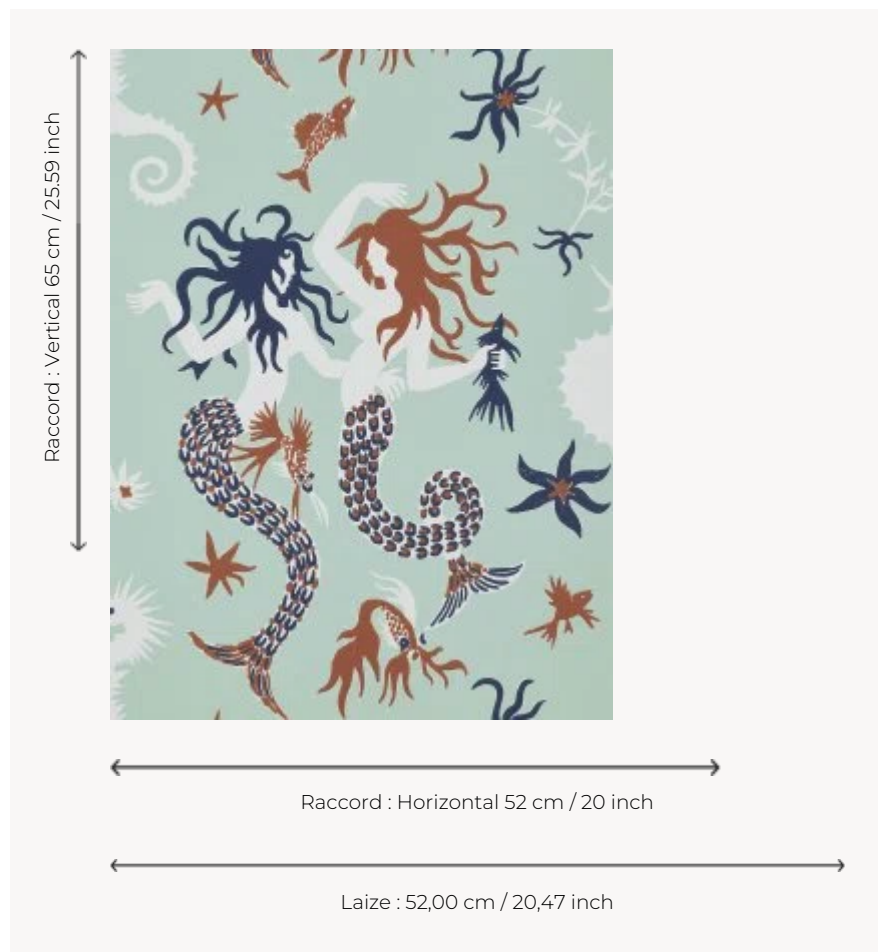 Raccord : Vertical 65 cm / 25.59 inch
Raccord : Horizontal 52 cm / 20 inch
Laize : 52,00 cm / 20,47 inch